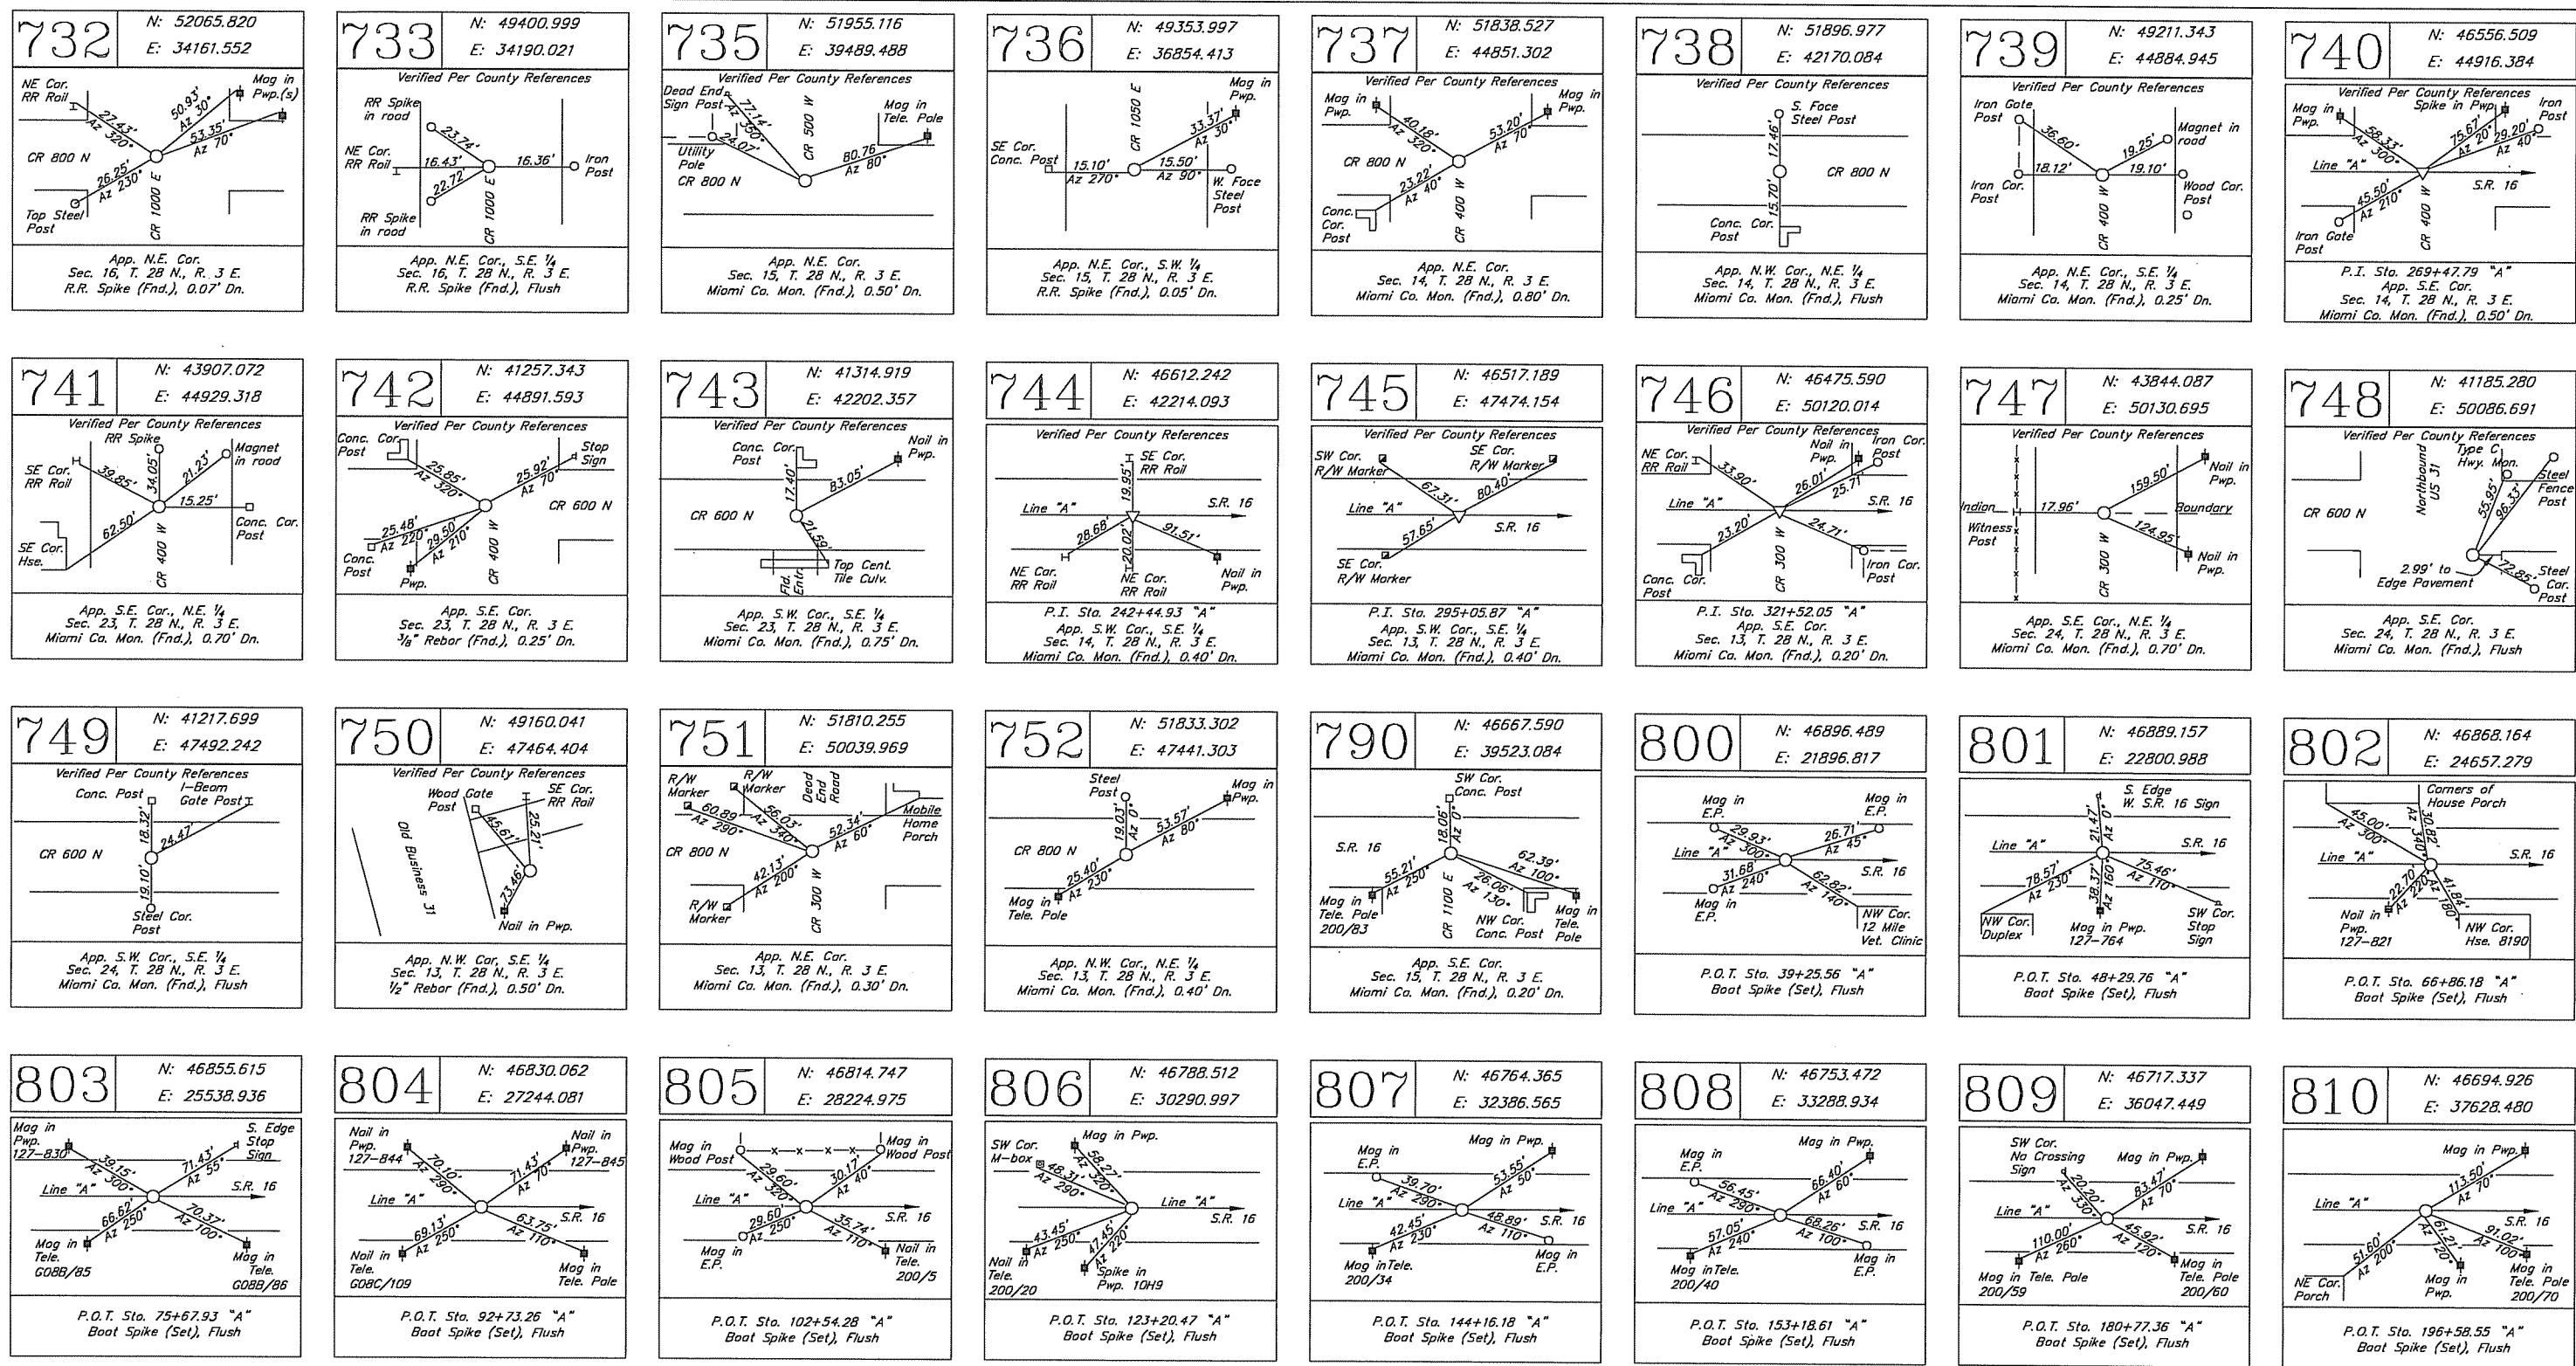 732
N: 52065.820
E: 34161.552
NE Cor.
RR Rail
Mag in
Pwp.(s)
27.43'
Az 320°
50.93'
Az 30°
53.35'
Az 70°
CR 800 N
26.25'
Az 230°
Top Steel
Post
CR 1000 E
App. N.E. Cor.
Sec. 16, T. 28 N., R. 3 E.
R.R. Spike (Fnd.), 0.07' Dn.
733
N: 49400.999
E: 34190.021
Verified Per County References
RR Spike
in road
23.74'
NE Cor.
RR Rail
16.43'
16.36'
Iron
Post
22.72'
RR Spike
in road
CR 1000 E
App. N.E. Cor., S.E. ¼
Sec. 16, T. 28 N., R. 3 E.
R.R. Spike (Fnd.), Flush
735
N: 51955.116
E: 39489.488
Verified Per County References
Dead End
Sign Post
77.14'
Az 350°
CR 500 W
Mag in
Tele. Pole
24.07'
Utility
Pole
80.76
Az 80°
CR 800 N
App. N.E. Cor.
Sec. 15, T. 28 N., R. 3 E.
Miami Co. Mon. (Fnd.), 0.50' Dn.
736
N: 49353.997
E: 36854.413
Verified Per County References
CR 1050 E
Mag in
Pwp.
33.37'
Az 30°
SE Cor.
Conc. Post
15.10'
Az 270°
15.50'
Az 90°
W. Face
Steel
Post
App. N.E. Cor., S.W. ¼
Sec. 15, T. 28 N., R. 3 E.
R.R. Spike (Fnd.), 0.05' Dn.
737
N: 51838.527
E: 44851.302
Verified Per County References
Mag in
Pwp.
Mag in
Pwp.
40.18'
Az 320°
53.20'
Az 70°
CR 800 N
23.22'
Az 40°
Conc.
Cor.
Post
CR 400 W
App. N.E. Cor.
Sec. 14, T. 28 N., R. 3 E.
Miami Co. Mon. (Fnd.), 0.80' Dn.
738
N: 51896.977
E: 42170.084
Verified Per County References
S. Face
Steel Post
17.46'
CR 800 N
15.70'
Conc. Cor.
Post
App. N.W. Cor., N.E. ¼
Sec. 14, T. 28 N., R. 3 E.
Miami Co. Mon. (Fnd.), Flush
739
N: 49211.343
E: 44884.945
Verified Per County References
Iron Gate
Post
Magnet in
road
36.60'
19.25'
18.12'
19.10'
Iron Cor.
Post
Wood Cor.
Post
CR 400 W
App. N.E. Cor., S.E. ¼
Sec. 14, T. 28 N., R. 3 E.
Miami Co. Mon. (Fnd.), 0.25' Dn.
740
N: 46556.509
E: 44916.384
Verified Per County References
Mag in
Pwp.
Spike in Pwp.
Iron
Post
58.33'
Az 300°
75.67'
Az 20°
29.20'
Az 40°
Line "A"
S.R. 16
45.50'
Az 210°
Iron Gate
Post
CR 400 W
P.I. Sta. 269+47.79 "A"
App. S.E. Cor.
Sec. 14, T. 28 N., R. 3 E.
Miami Co. Mon. (Fnd.), 0.50' Dn.
741
N: 43907.072
E: 44929.318
Verified Per County References
RR Spike
Magnet
in road
SE Cor.
RR Rail
39.85'
34.05'
21.23'
15.25'
Conc. Cor.
Post
62.50'
SE Cor.
Hse.
CR 400 W
App. S.E. Cor., N.E. ¼
Sec. 23, T. 28 N., R. 3 E.
Miami Co. Mon. (Fnd.), 0.70' Dn.
742
N: 41257.343
E: 44891.593
Verified Per County References
Conc. Cor.
Post
Stop
Sign
25.85'
Az 320°
25.92'
Az 70°
CR 600 N
25.48'
Az 220°
29.50'
Az 210°
Conc.
Post
Pwp.
CR 400 W
App. S.E. Cor.
Sec. 23, T. 28 N., R. 3 E.
⅜" Rebar (Fnd.), 0.25' Dn.
743
N: 41314.919
E: 42202.357
Verified Per County References
Conc. Cor.
Post
Nail in
Pwp.
17.40'
83.05'
CR 600 N
21.59'
Top Cent.
Tile Culv.
Fld.
Entr.
App. S.W. Cor., S.E. ¼
Sec. 23, T. 28 N., R. 3 E.
Miami Co. Mon. (Fnd.), 0.75' Dn.
744
N: 46612.242
E: 42214.093
Verified Per County References
SE Cor.
RR Rail
19.95'
Line "A"
S.R. 16
28.68'
20.02'
91.51'
NE Cor.
RR Rail
NE Cor.
RR Rail
Nail in
Pwp.
P.I. Sta. 242+44.93 "A"
App. S.W. Cor., S.E. ¼
Sec. 14, T. 28 N., R. 3 E.
Miami Co. Mon. (Fnd.), 0.40' Dn.
745
N: 46517.189
E: 47474.154
Verified Per County References
SW Cor.
R/W Marker
SE Cor.
R/W Marker
67.31'
80.40'
Line "A"
S.R. 16
57.65'
SE Cor.
R/W Marker
P.I. Sta. 295+05.87 "A"
App. S.W. Cor., S.E. ¼
Sec. 13, T. 28 N., R. 3 E.
Miami Co. Mon. (Fnd.), 0.40' Dn.
746
N: 46475.590
E: 50120.014
Verified Per County References
NE Cor.
RR Rail
Nail in
Pwp.
Iron Cor.
Post
33.90'
26.01'
25.71'
Line "A"
S.R. 16
23.20'
24.71'
Conc. Cor.
Post
CR 300 W
Iron Cor.
Post
P.I. Sta. 321+52.05 "A"
App. S.E. Cor.
Sec. 13, T. 28 N., R. 3 E.
Miami Co. Mon. (Fnd.), 0.20' Dn.
747
N: 43844.087
E: 50130.695
Verified Per County References
Nail in
Pwp.
159.50'
Indian
17.96'
Boundary
Witness
Post
124.95'
Nail in
Pwp.
CR 300 W
App. S.E. Cor., N.E. ¼
Sec. 24, T. 28 N., R. 3 E.
Miami Co. Mon. (Fnd.), 0.70' Dn.
748
N: 41185.280
E: 50086.691
Verified Per County References
Type C
Hwy. Mon.
Northbound
US 31
Steel
Fence
Post
55.95'
96.33'
CR 600 N
2.99' to
Edge Pavement
72.85'
Steel
Cor.
Post
App. S.E. Cor.
Sec. 24, T. 28 N., R. 3 E.
Miami Co. Mon. (Fnd.), Flush
749
N: 41217.699
E: 47492.242
Verified Per County References
Conc. Post
I-Beam
Gate Post
18.32'
24.47'
CR 600 N
19.10'
Steel Cor.
Post
App. S.W. Cor., S.E. ¼
Sec. 24, T. 28 N., R. 3 E.
Miami Co. Mon. (Fnd.), Flush
750
N: 49160.041
E: 47464.404
Verified Per County References
Wood Gate
Post
SE Cor.
RR Rail
45.61'
25.21'
Old Business 31
73.46'
Nail in Pwp.
App. N.W. Cor, S.E. ¼
Sec. 13, T. 28 N., R. 3 E.
½" Rebar (Fnd.), 0.50' Dn.
751
N: 51810.255
E: 50039.969
R/W
Marker
R/W
Marker
Dead
End
Road
60.89'
Az 290°
56.03'
Az 340°
52.34'
Az 60°
Mobile
Home
Porch
CR 800 N
42.13'
Az 200°
R/W
Marker
CR 300 W
App. N.E. Cor.
Sec. 13, T. 28 N., R. 3 E.
Miami Co. Mon. (Fnd.), 0.30' Dn.
752
N: 51833.302
E: 47441.303
Steel
Post
Mag in
Pwp.
19.03'
Az 0°
53.57'
Az 80°
CR 800 N
25.40'
Az 230°
Mag in
Tele. Pole
App. N.W. Cor., N.E. ¼
Sec. 13, T. 28 N., R. 3 E.
Miami Co. Mon. (Fnd.), 0.40' Dn.
790
N: 46667.590
E: 39523.084
SW Cor.
Conc. Post
18.06'
Az 0°
S.R. 16
55.21'
Az 250°
62.39'
Az 100°
26.06'
Az 130°
Mag in
Tele. Pole
200/83
CR 1100 E
NW Cor.
Conc. Post
Mag in
Tele.
Pole
App. S.E. Cor.
Sec. 15, T. 28 N., R. 3 E.
Miami Co. Mon. (Fnd.), 0.20' Dn.
800
N: 46896.489
E: 21896.817
Mag in
E.P.
Mag in
E.P.
29.93'
Az 300°
26.71'
Az 45°
Line "A"
S.R. 16
31.68'
Az 240°
62.82'
Az 140°
Mag in
E.P.
NW Cor.
12 Mile
Vet. Clinic
P.O.T. Sta. 39+25.56 "A"
Boat Spike (Set), Flush
801
N: 46889.157
E: 22800.988
S. Edge
W. S.R. 16 Sign
21.47'
Az 0°
Line "A"
S.R. 16
78.57'
Az 230°
38.37'
Az 160°
75.46'
Az 110°
NW Cor.
Duplex
Mag in Pwp.
127-764
SW Cor.
Stop
Sign
P.O.T. Sta. 48+29.76 "A"
Boat Spike (Set), Flush
802
N: 46868.164
E: 24657.279
Corners of
House Porch
45.00'
Az 300°
30.82'
Az 330°
Line "A"
S.R. 16
22.70'
Az 220°
41.84'
Az 180°
Nail in
Pwp.
127-821
NW Cor.
Hse. 8190
P.O.T. Sta. 66+86.18 "A"
Boat Spike (Set), Flush
803
N: 46855.615
E: 25538.936
Mag in
Pwp.
127-830
S. Edge
Stop
Sign
39.15'
Az 300°
71.43'
Az 55°
Line "A"
S.R. 16
66.62'
Az 250°
70.37'
Az 100°
Mag in
Tele.
G08B/85
Mag in
Tele.
G08B/86
P.O.T. Sta. 75+67.93 "A"
Boat Spike (Set), Flush
804
N: 46830.062
E: 27244.081
Nail in
Pwp.
127-844
Nail in
Pwp.
127-845
70.10'
Az 290°
71.43'
Az 70°
Line "A"
S.R. 16
69.13'
Az 250°
63.75'
Az 110°
Nail in
Tele.
G08C/109
Mag in
Tele. Pole
P.O.T. Sta. 92+73.26 "A"
Boat Spike (Set), Flush
805
N: 46814.747
E: 28224.975
Mag in
Wood Post
Mag in
Wood Post
29.60'
Az 320°
30.17'
Az 40°
Line "A"
S.R. 16
29.60'
Az 250°
35.74'
Az 110°
Mag in
E.P.
Nail in
Tele.
200/5
P.O.T. Sta. 102+54.28 "A"
Boat Spike (Set), Flush
806
N: 46788.512
E: 30290.997
SW Cor.
M-box
Mag in Pwp.
48.31'
Az 290°
58.27'
Az 320°
Line "A"
S.R. 16
43.45'
Az 250°
47.45'
Az 220°
Nail in
Tele.
200/20
Spike in
Pwp. 10H9
P.O.T. Sta. 123+20.47 "A"
Boat Spike (Set), Flush
807
N: 46764.365
E: 32386.565
Mag in
E.P.
Mag in Pwp.
39.70'
Az 290°
53.55'
Az 50°
Line "A"
S.R. 16
42.45'
Az 230°
48.89'
Az 110°
Mag in Tele.
200/34
Mag in
E.P.
P.O.T. Sta. 144+16.18 "A"
Boat Spike (Set), Flush
808
N: 46753.472
E: 33288.934
Mag in
E.P.
Mag in Pwp.
56.45'
Az 290°
66.40'
Az 60°
Line "A"
S.R. 16
57.05'
Az 240°
68.26'
Az 100°
Mag in Tele.
200/40
Mag in
E.P.
P.O.T. Sta. 153+18.61 "A"
Boat Spike (Set), Flush
809
N: 46717.337
E: 36047.449
SW Cor.
No Crossing
Sign
Mag in Pwp.
20.20'
Az 330°
83.47'
Az 70°
Line "A"
S.R. 16
110.00'
Az 260°
45.92'
Az 120°
Mag in Tele. Pole
200/59
Mag in
Tele. Pole
200/60
P.O.T. Sta. 180+77.36 "A"
Boat Spike (Set), Flush
810
N: 46694.926
E: 37628.480
Mag in Pwp.
113.50'
Az 70°
Line "A"
S.R. 16
51.60'
Az 200°
61.21'
Az 120°
91.02'
Az 100°
NE Cor.
Porch
Mag in
Pwp.
Mag in
Tele. Pole
200/70
P.O.T. Sta. 196+58.55 "A"
Boat Spike (Set), Flush